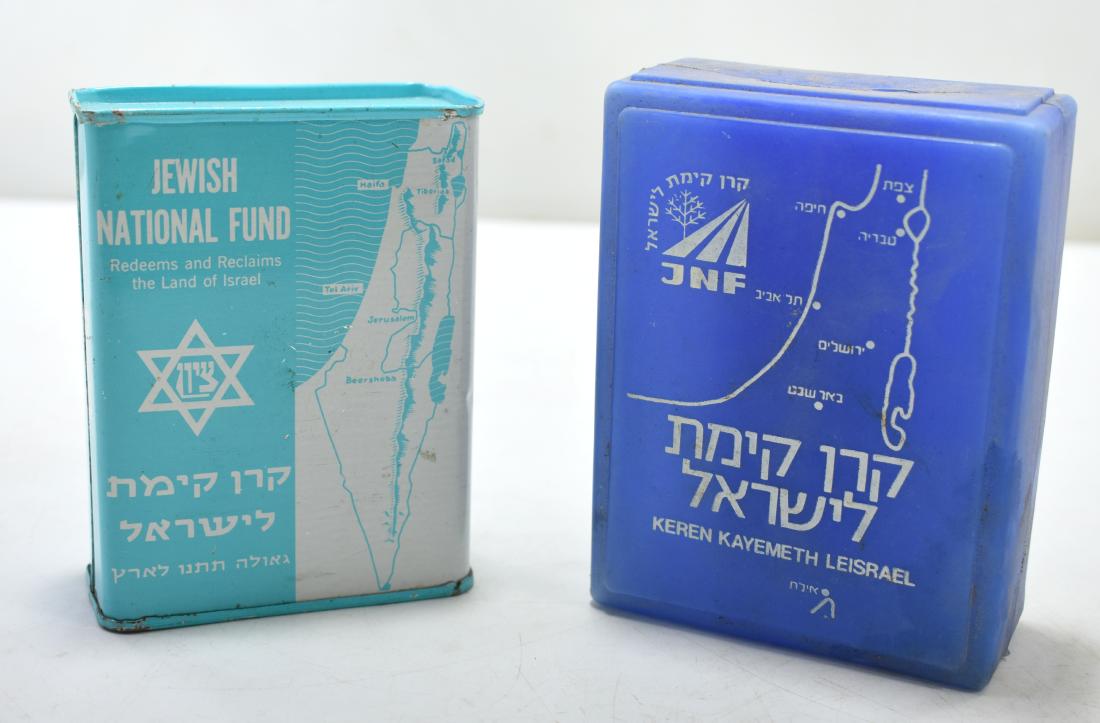 JEWISH
NATIONAL FUND
Redeems and Reclaims
the Land of Israel
ציון
קרן קימת
לישראל
גאולה תתנו לארץ
Safad
Haifa
Tiberias
Tel Aviv
Jerusalem
Beersheba
קרן קימת לישראל
JNF
צפת
חיפה
טבריה
תל אביב
ירושלים
באר שבע
קרן קימת
לישראל
KEREN KAYEMETH LEISRAEL
אילת